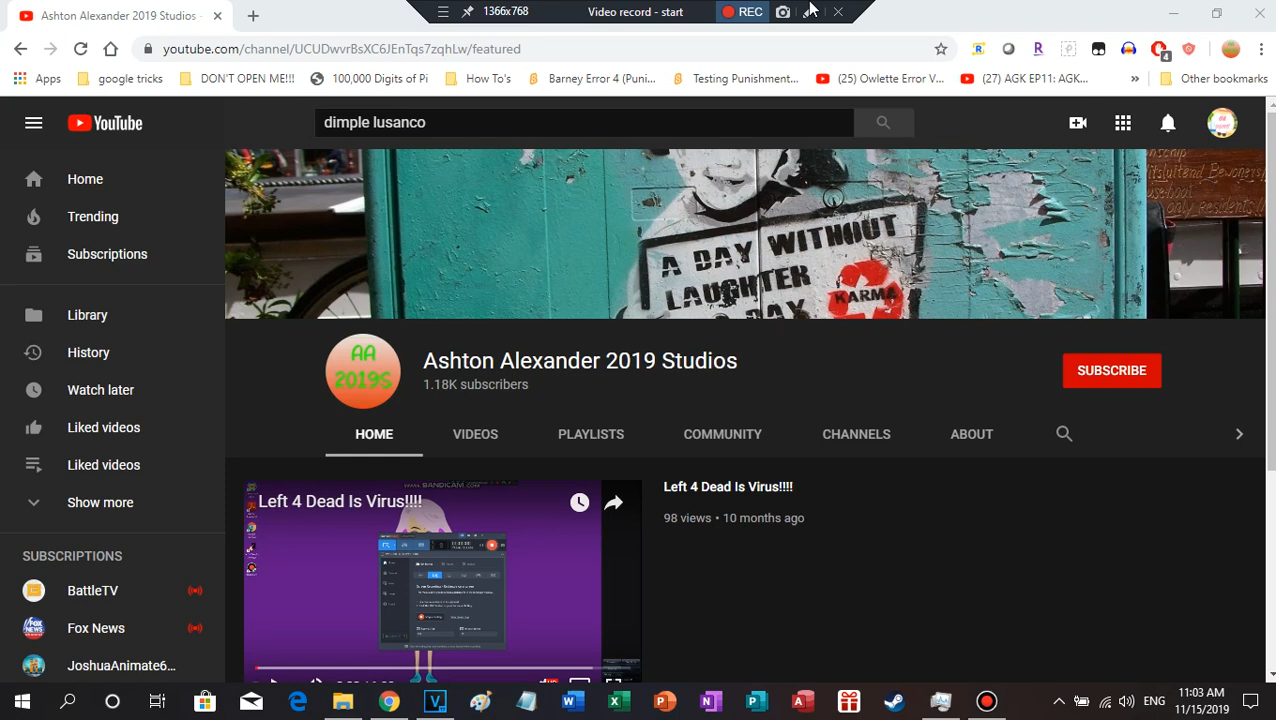 Ashton Alexander 2019 Studios -
1366x768
Video record - start
REC
youtube.com/channel/UCUDwvrBsXC6JEnTqs7zqhLw/featured
4
Apps
google tricks
DON'T OPEN ME!!!
100,000 Digits of Pi
How To's
Barney Error 4 (Puni...
Testing Punishment...
(25) Owlette Error V...
(27) AGK EP11: AGK...
Other bookmarks
YouTube
dimple lusanco
Home
Trending
Subscriptions
Library
History
Watch later
Liked videos
Liked videos
Show more
SUBSCRIPTIONS
BattleTV
Fox News
JoshuaAnimate6...
A DAY WITHOUT
LAUGHTER
DAY
KARMA
AA
2019S
Ashton Alexander 2019 Studios
1.18K subscribers
SUBSCRIBE
HOME
VIDEOS
PLAYLISTS
COMMUNITY
CHANNELS
ABOUT
BANDICAM.COM
Left 4 Dead Is Virus!!!!
Left 4 Dead Is Virus!!!!
98 views • 10 months ago
ENG
11:03 AM
11/15/2019